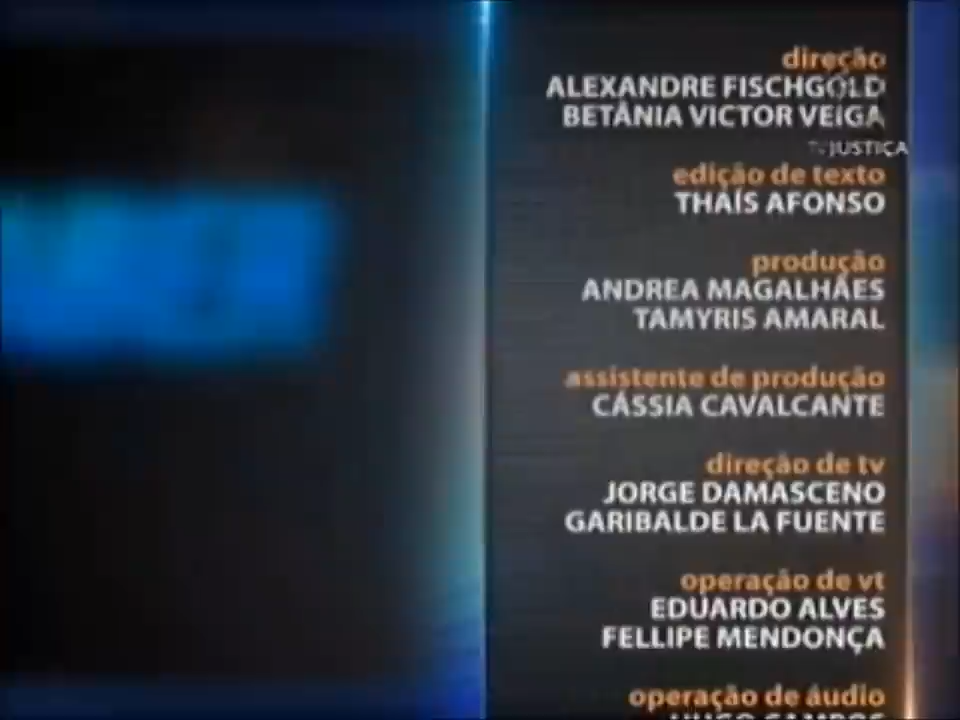 direção
ALEXANDRE FISCHGOLD
BETÂNIA VICTOR VEIGA
TV JUSTIÇA
edição de texto
THAÍS AFONSO
produção
ANDREA MAGALHÃES
TAMYRIS AMARAL
assistente de produção
CÁSSIA CAVALCANTE
direção de tv
JORGE DAMASCENO
GARIBALDE LA FUENTE
operação de vt
EDUARDO ALVES
FELLIPE MENDONÇA
operação de áudio